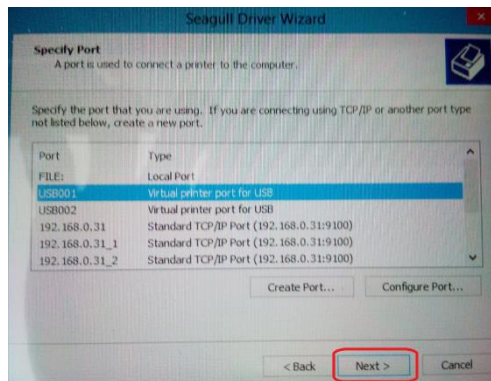 Seagull Driver Wizard
Specify Port
A port is used to connect a printer to the computer.
Specify the port that you are using. If you are connecting using TCP/IP or another port type
not listed below, create a new port.
Port Type
FILE: Local Port
USB001 Virtual printer port for USB
USB002 Virtual printer port for USB
192.168.0.31 Standard TCP/IP Port (192.168.0.31:9100)
192.168.0.31_1 Standard TCP/IP Port (192.168.0.31:9100)
192.168.0.31_2 Standard TCP/IP Port (192.168.0.31:9100)
Create Port... Configure Port...
< Back Next > Cancel